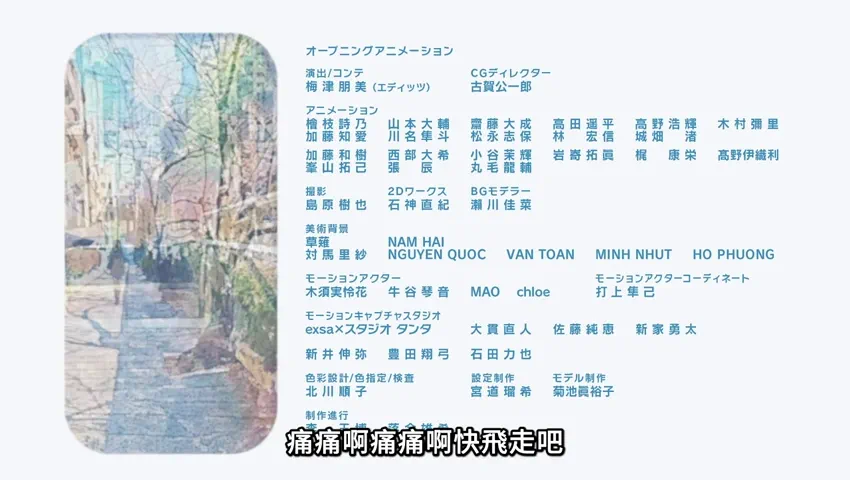 オープニングアニメーション
演出/コンテ CGディレクター
梅津朋美（エディッツ） 古賀公一郎
アニメーション
檜枝詩乃 山本大輔 齋藤大成 高田遥平 高野浩輝 木村彌里
加藤知愛 川名隼斗 松永志保 林 宏信 城畑 渚
加藤和樹 西部大希 小谷茉輝 岩嵜拓眞 梶 康栄 髙野伊織利
峯山拓己 張 辰 丸毛龍輔
撮影 2Dワークス BGモデラー
島原樹也 石神直紀 瀬川佳菜
美術背景
草薙 NAM HAI
対馬里紗 NGUYEN QUOC VAN TOAN MINH NHUT HO PHUONG
モーションアクター モーションアクターコーディネート
木須実怜花 牛谷琴音 MAO chloe 打上隼己
モーションキャプチャスタジオ
exsa×スタジオ タンタ 大貫直人 佐藤純恵 新家勇太
新井伸弥 豊田翔弓 石田力也
色彩設計/色指定/検査 設定制作 モデル制作
北川順子 宮道瑠希 菊池眞裕子
制作進行
痛痛啊痛痛啊快飛走吧